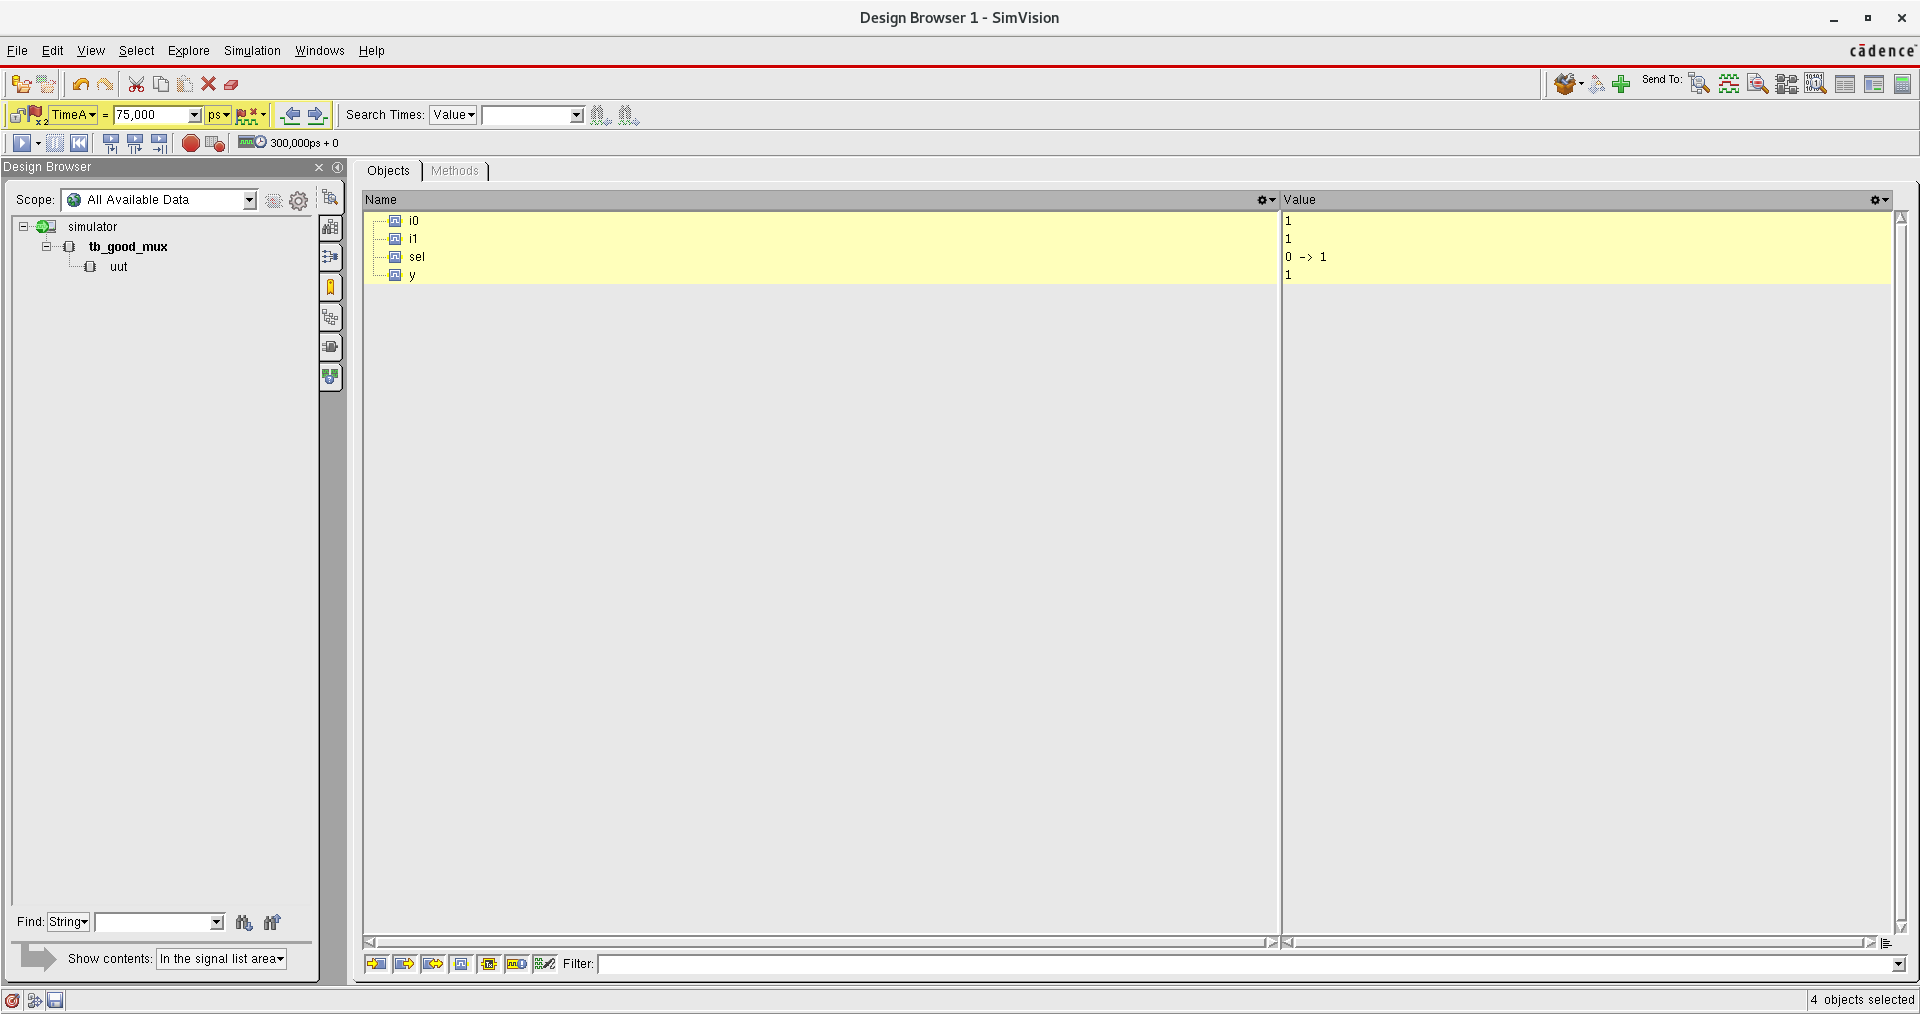 Design Browser 1 - SimVision
File Edit View Select Explore Simulation Windows Help
cādence
Send To:
TimeA = 75,000 ps
Search Times: Value
300,000ps + 0
Design Browser
Objects Methods
Scope: All Available Data
Name Value
simulator
tb_good_mux
uut
i0 1
i1 1
sel 0 -> 1
y 1
Find: String
Show contents: In the signal list area
Filter:
4 objects selected